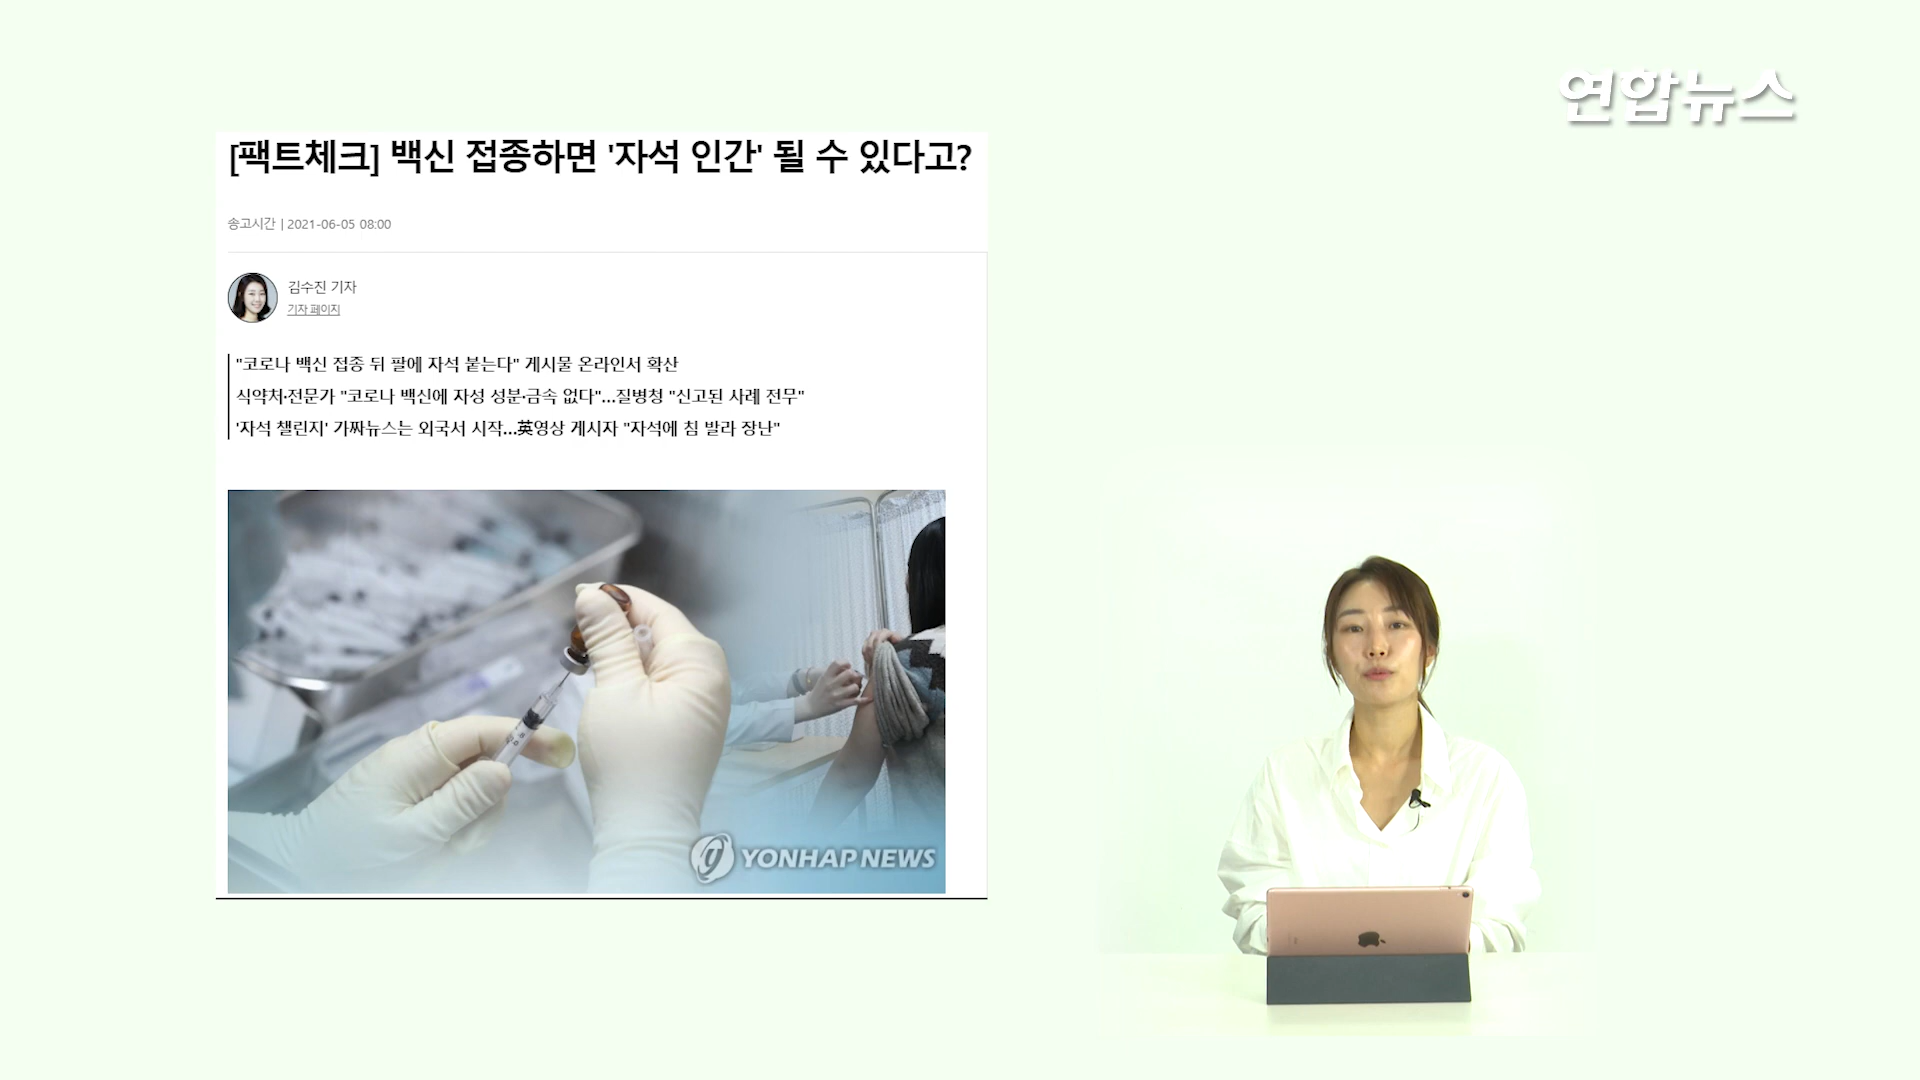 연합뉴스
[팩트체크] 백신 접종하면 '자석 인간' 될 수 있다고?
송고시간 | 2021-06-05 08:00
김수진 기자
기자 페이지
"코로나 백신 접종 뒤 팔에 자석 붙는다" 게시물 온라인서 확산
식약처·전문가 "코로나 백신에 자성 성분·금속 없다"…질병청 "신고된 사례 전무"
'자석 챌린지' 가짜뉴스는 외국서 시작…英영상 게시자 "자석에 침 발라 장난"
YONHAP NEWS